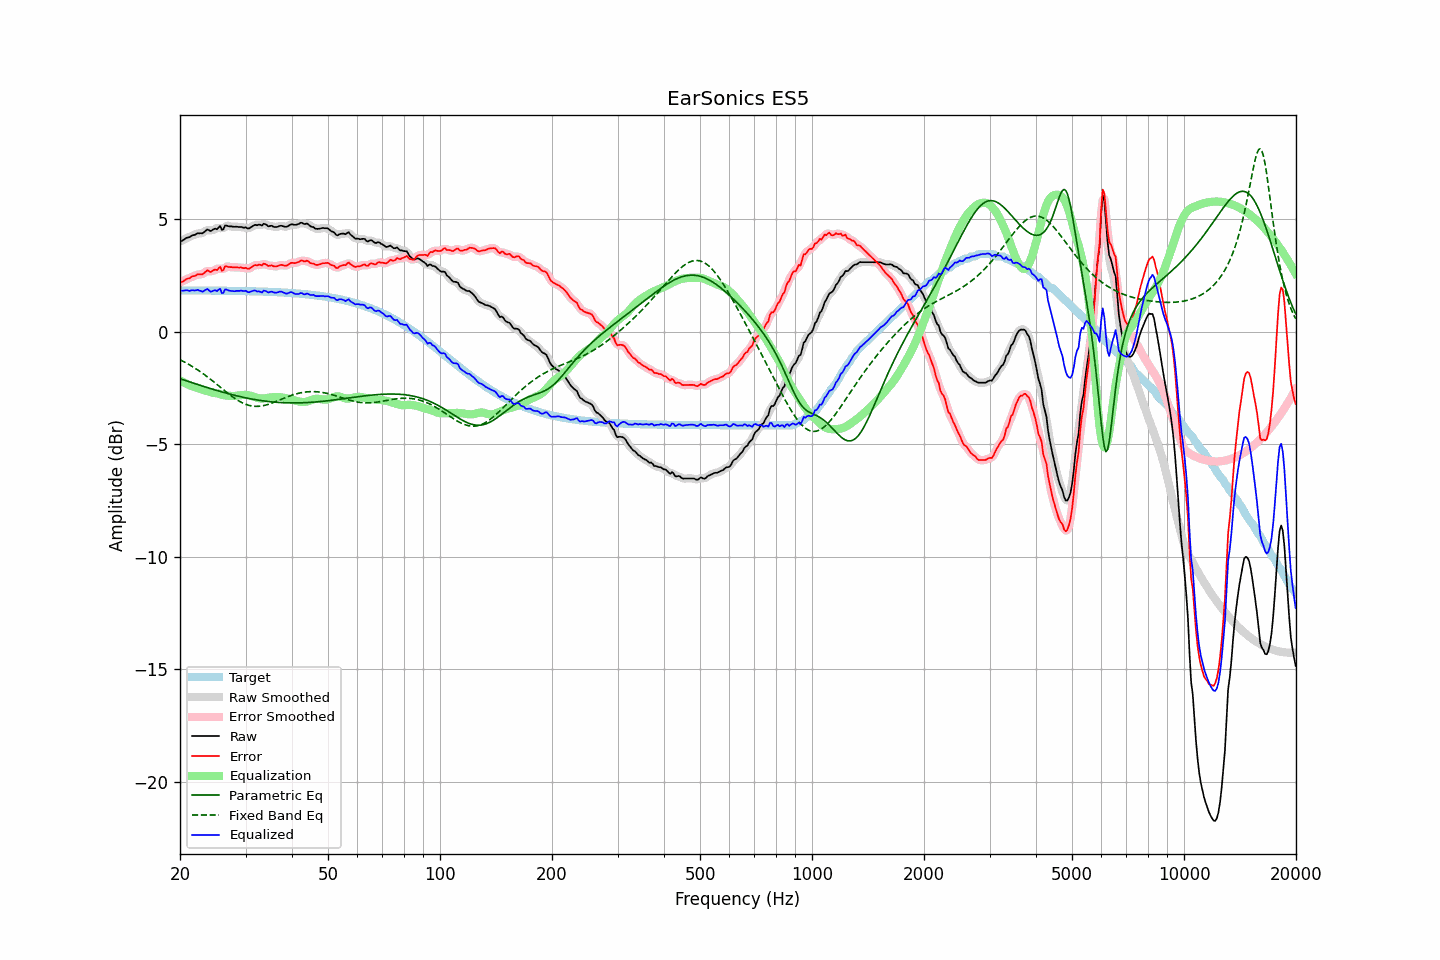 EarSonics ES5
Amplitude (dBr)
5
0
−5
−10
−15
−20
Target
Raw Smoothed
Error Smoothed
Raw
Error
Equalization
Parametric Eq
Fixed Band Eq
Equalized
20 50 100 200 500 1000 2000 5000 10000 20000
Frequency (Hz)